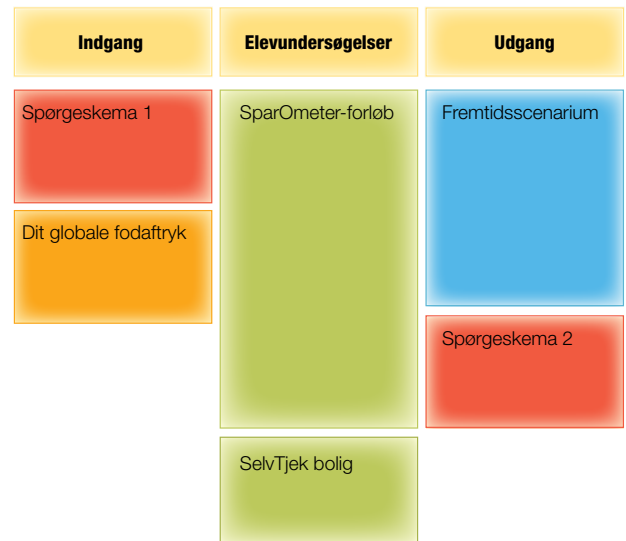 Indgang
Elevundersøgelser
Udgang
Spørgeskema 1
Dit globale fodaftryk
SparOmeter-forløb
SelvTjek bolig
Fremtidsscenarium
Spørgeskema 2